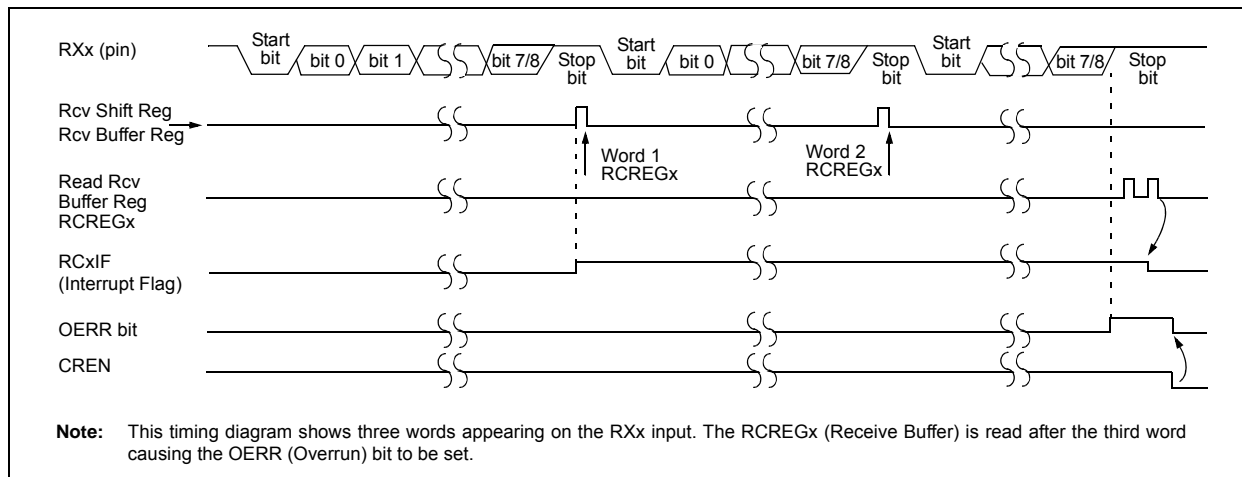 RXx (pin)
Start bit
bit 0
bit 1
bit 7/8
Stop bit
Start bit
bit 0
bit 7/8
Stop bit
Start bit
bit 7/8
Stop bit
Rcv Shift Reg
Rcv Buffer Reg
Word 1
RCREGx
Word 2
RCREGx
Read Rcv
Buffer Reg
RCREGx
RCxIF
(Interrupt Flag)
OERR bit
CREN
Note: This timing diagram shows three words appearing on the RXx input. The RCREGx (Receive Buffer) is read after the third word
causing the OERR (Overrun) bit to be set.